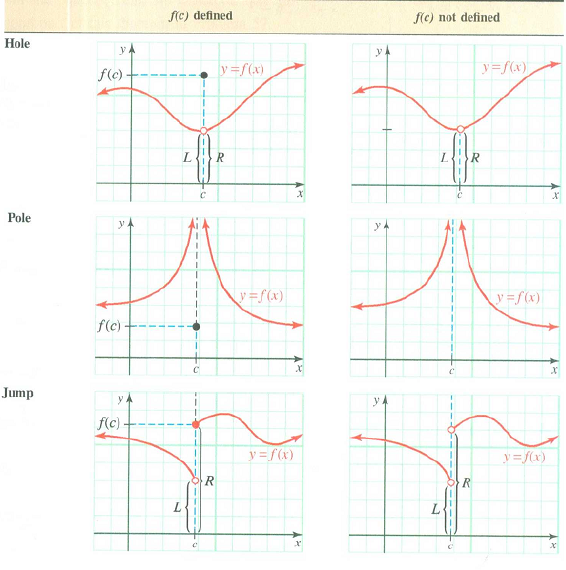 f(c) defined
f(c) not defined
Hole
y
f(c)
y=f(x)
L
R
c
x
y
y=f(x)
L
R
c
x
Pole
y
y=f(x)
f(c)
c
x
y
y=f(x)
c
x
Jump
y
f(c)
y=f(x)
R
L
c
x
y
y=f(x)
R
L
c
x